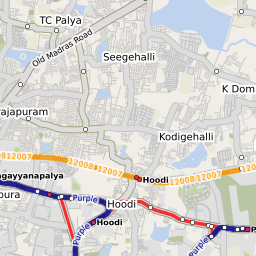 TC Palya
Old Madras Road
Seegehalli
K Dom
rajapuram
Kodigehalli
12007
12008
12007
12008
12007
Hoodi
agayyanapalya
pura
Purple
Hoodi
Purple
Hoodi
Purple
P